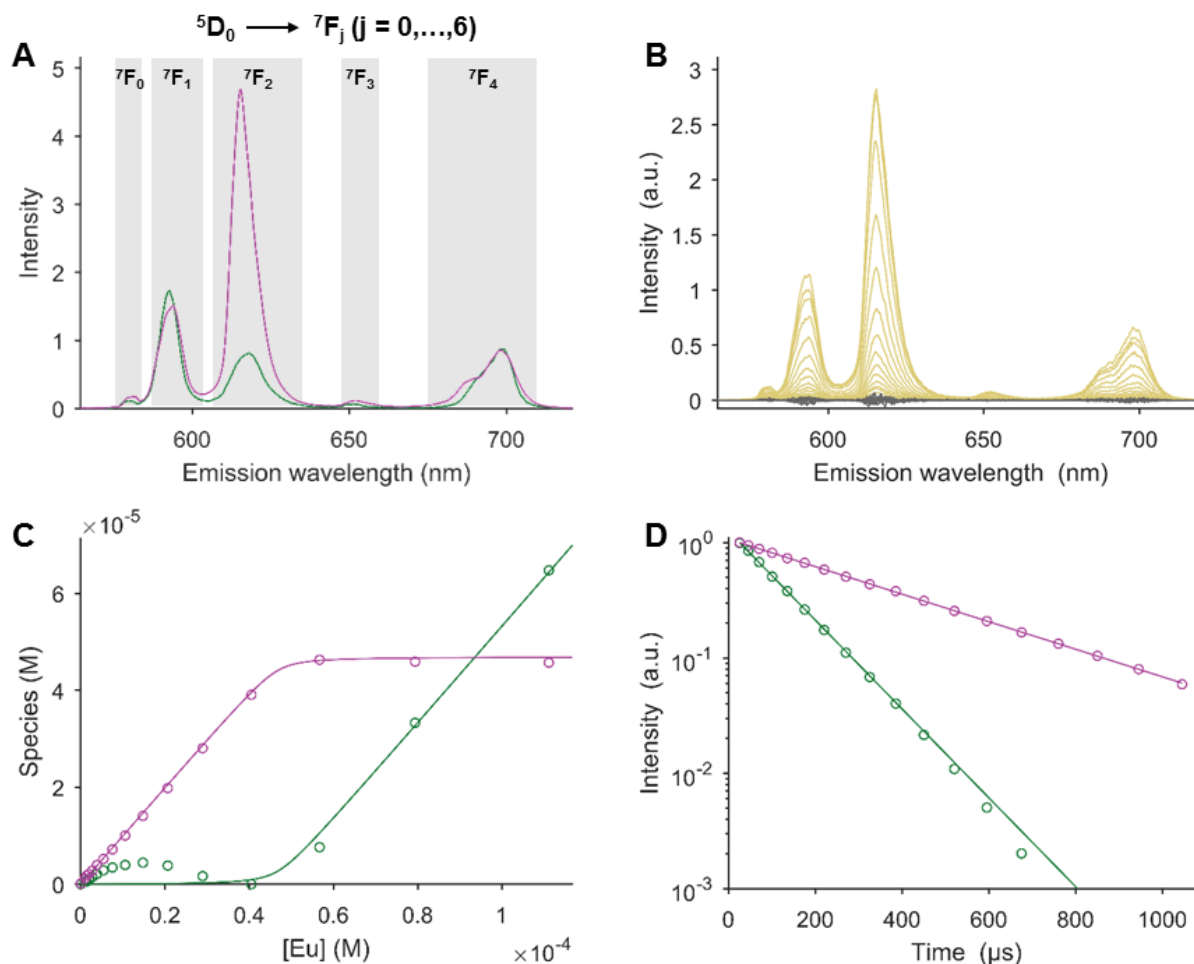 ⁵D₀ ⟶ ⁷Fⱼ (j = 0,…,6)
A
5
4
3
2
1
0
Intensity
⁷F₀ ⁷F₁ ⁷F₂ ⁷F₃ ⁷F₄
600 650 700
Emission wavelength (nm)
B
3
2.5
2
1.5
1
0.5
0
Intensity (a.u.)
600 650 700
Emission wavelength (nm)
C
×10⁻⁵
6
4
2
0
Species (M)
0 0.2 0.4 0.6 0.8 1
[Eu] (M)
×10⁻⁴
D
10⁰
10⁻¹
10⁻²
10⁻³
Intensity (a.u.)
0 200 400 600 800 1000
Time (μs)